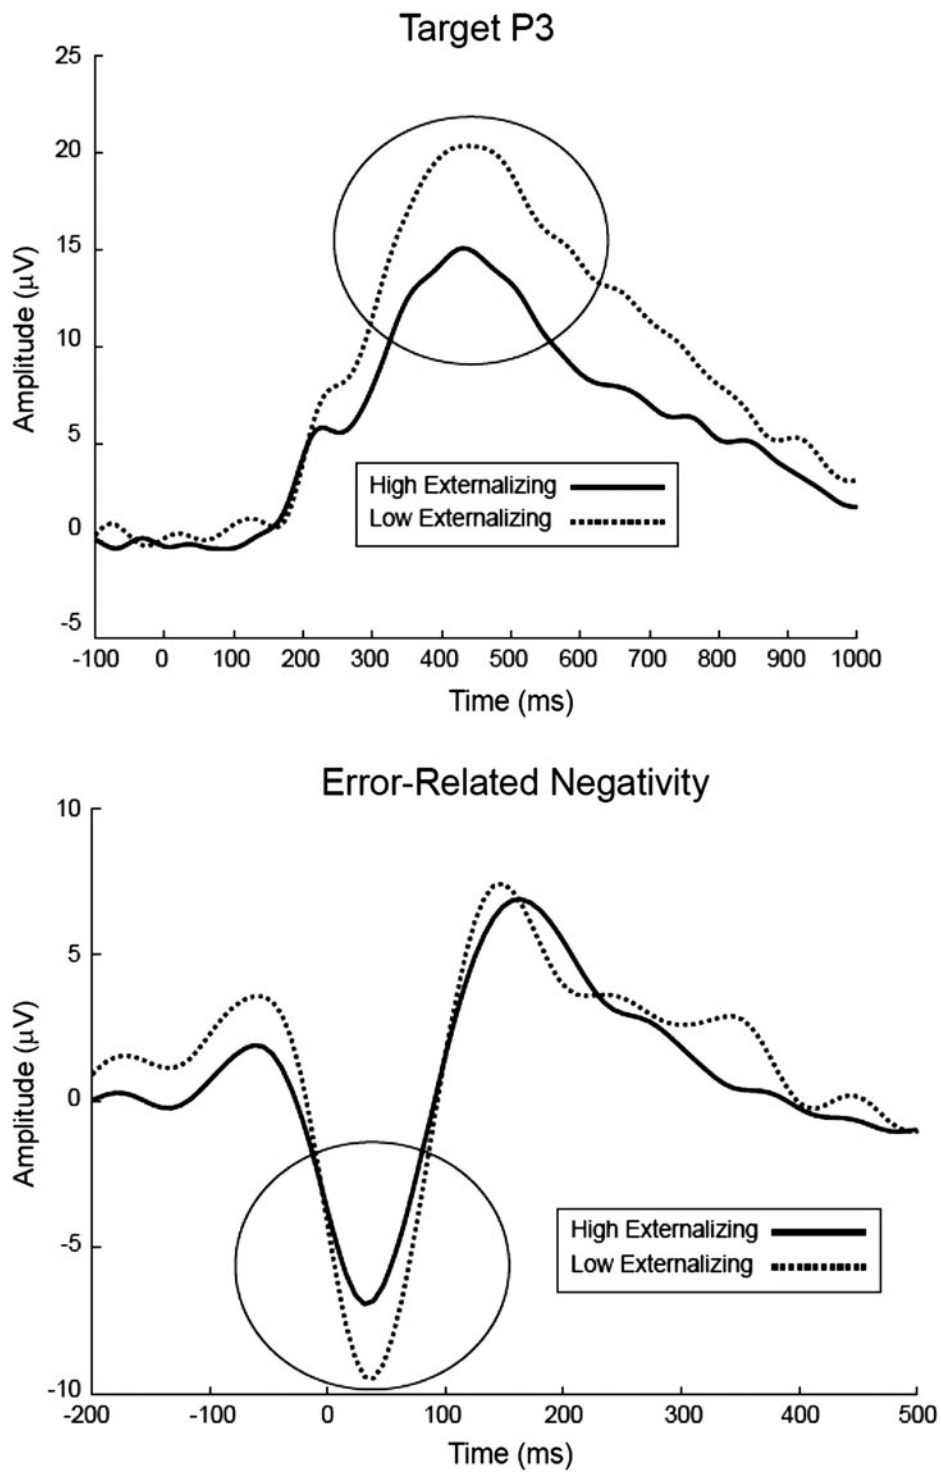 Target P3
25
20
15
10
5
0
-5
Amplitude (µV)
High Externalizing
Low Externalizing
-100 0 100 200 300 400 500 600 700 800 900 1000
Time (ms)
Error-Related Negativity
10
5
0
-5
-10
Amplitude (µV)
High Externalizing
Low Externalizing
-200 -100 0 100 200 300 400 500
Time (ms)